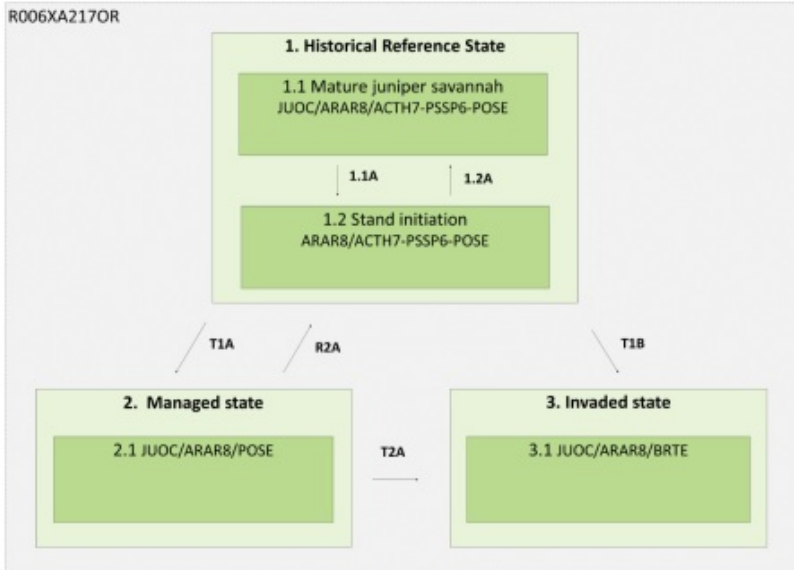 R006XA217OR
1. Historical Reference State
1.1 Mature juniper savannah
JUOC/ARAR8/ACTH7-PSSP6-POSE
1.1A
1.2A
1.2 Stand initiation
ARAR8/ACTH7-PSSP6-POSE
T1A
R2A
T1B
2. Managed state
2.1 JUOC/ARAR8/POSE
T2A
3. Invaded state
3.1 JUOC/ARAR8/BRTE